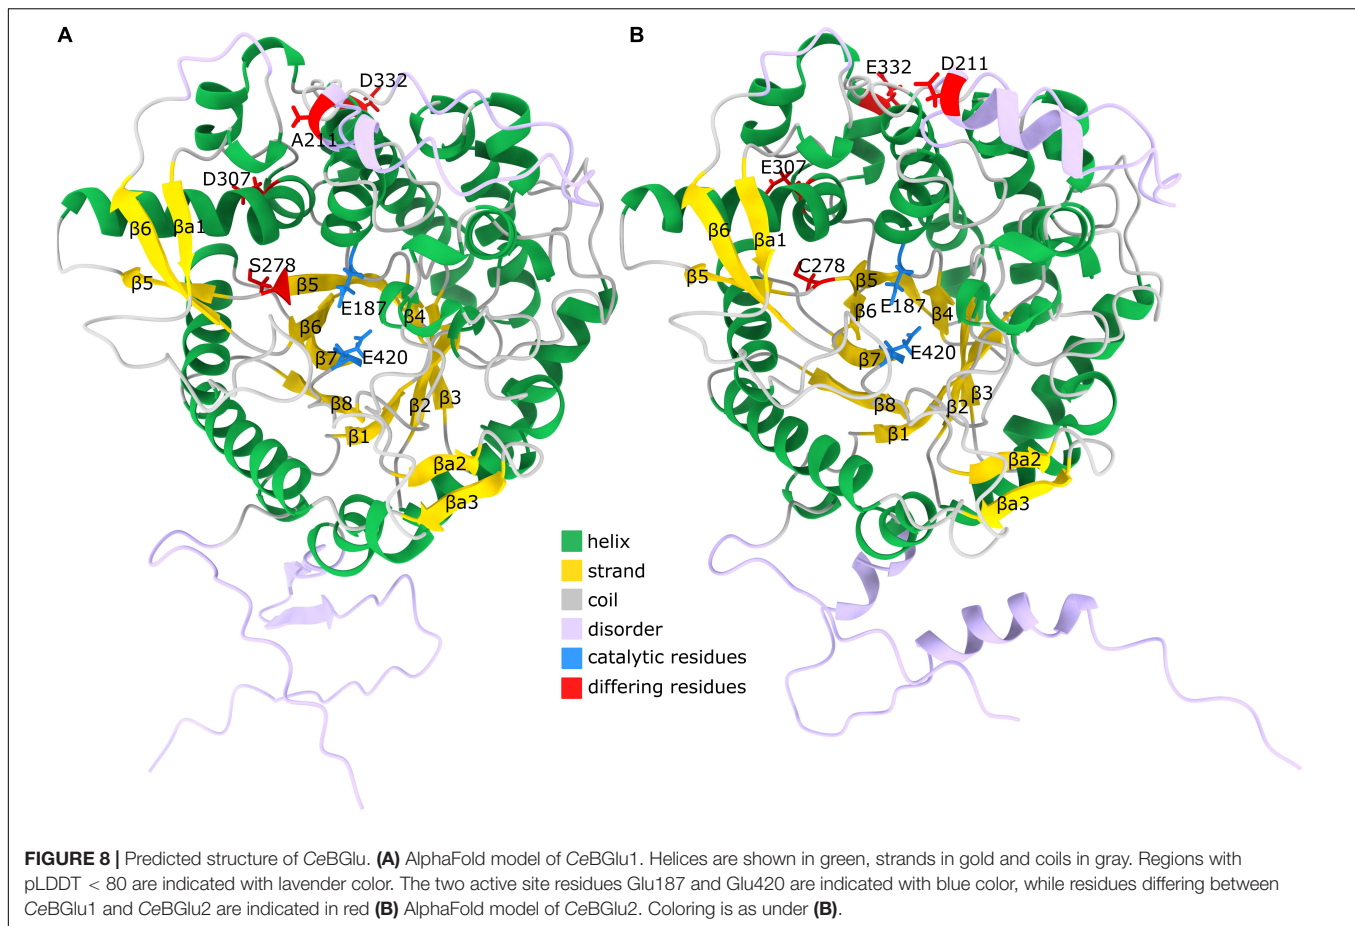 A
D332
A211
D307
β6
βa1
β5
S278
β5
E187
β4
β6
β7
E420
β8
β3
β2
β1
βa2
βa3
B
E332
D211
E307
β6
βa1
β5
C278
β5
E187
β6
β4
E420
β7
β3
β8
β2
β1
βa2
βa3
helix
strand
coil
disorder
catalytic residues
differing residues
FIGURE 8 | Predicted structure of CeBGlu. (A) AlphaFold model of CeBGlu1. Helices are shown in green, strands in gold and coils in gray. Regions with
pLDDT < 80 are indicated with lavender color. The two active site residues Glu187 and Glu420 are indicated with blue color, while residues differing between
CeBGlu1 and CeBGlu2 are indicated in red (B) AlphaFold model of CeBGlu2. Coloring is as under (B).